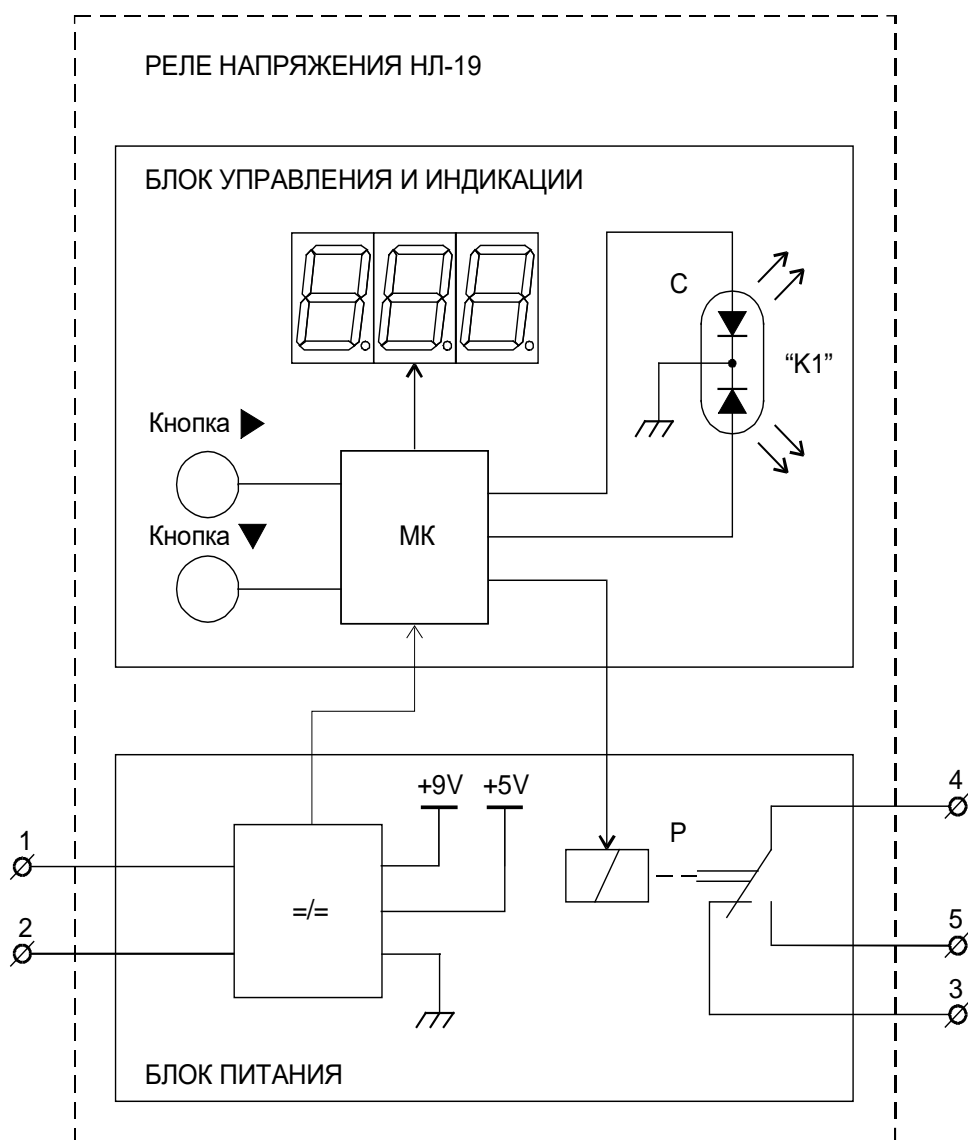 РЕЛЕ НАПРЯЖЕНИЯ НЛ-19
БЛОК УПРАВЛЕНИЯ И ИНДИКАЦИИ
С
“К1”
Кнопка
Кнопка
МК
+9V +5V
4
Р
1
=/=
2
5
3
БЛОК ПИТАНИЯ